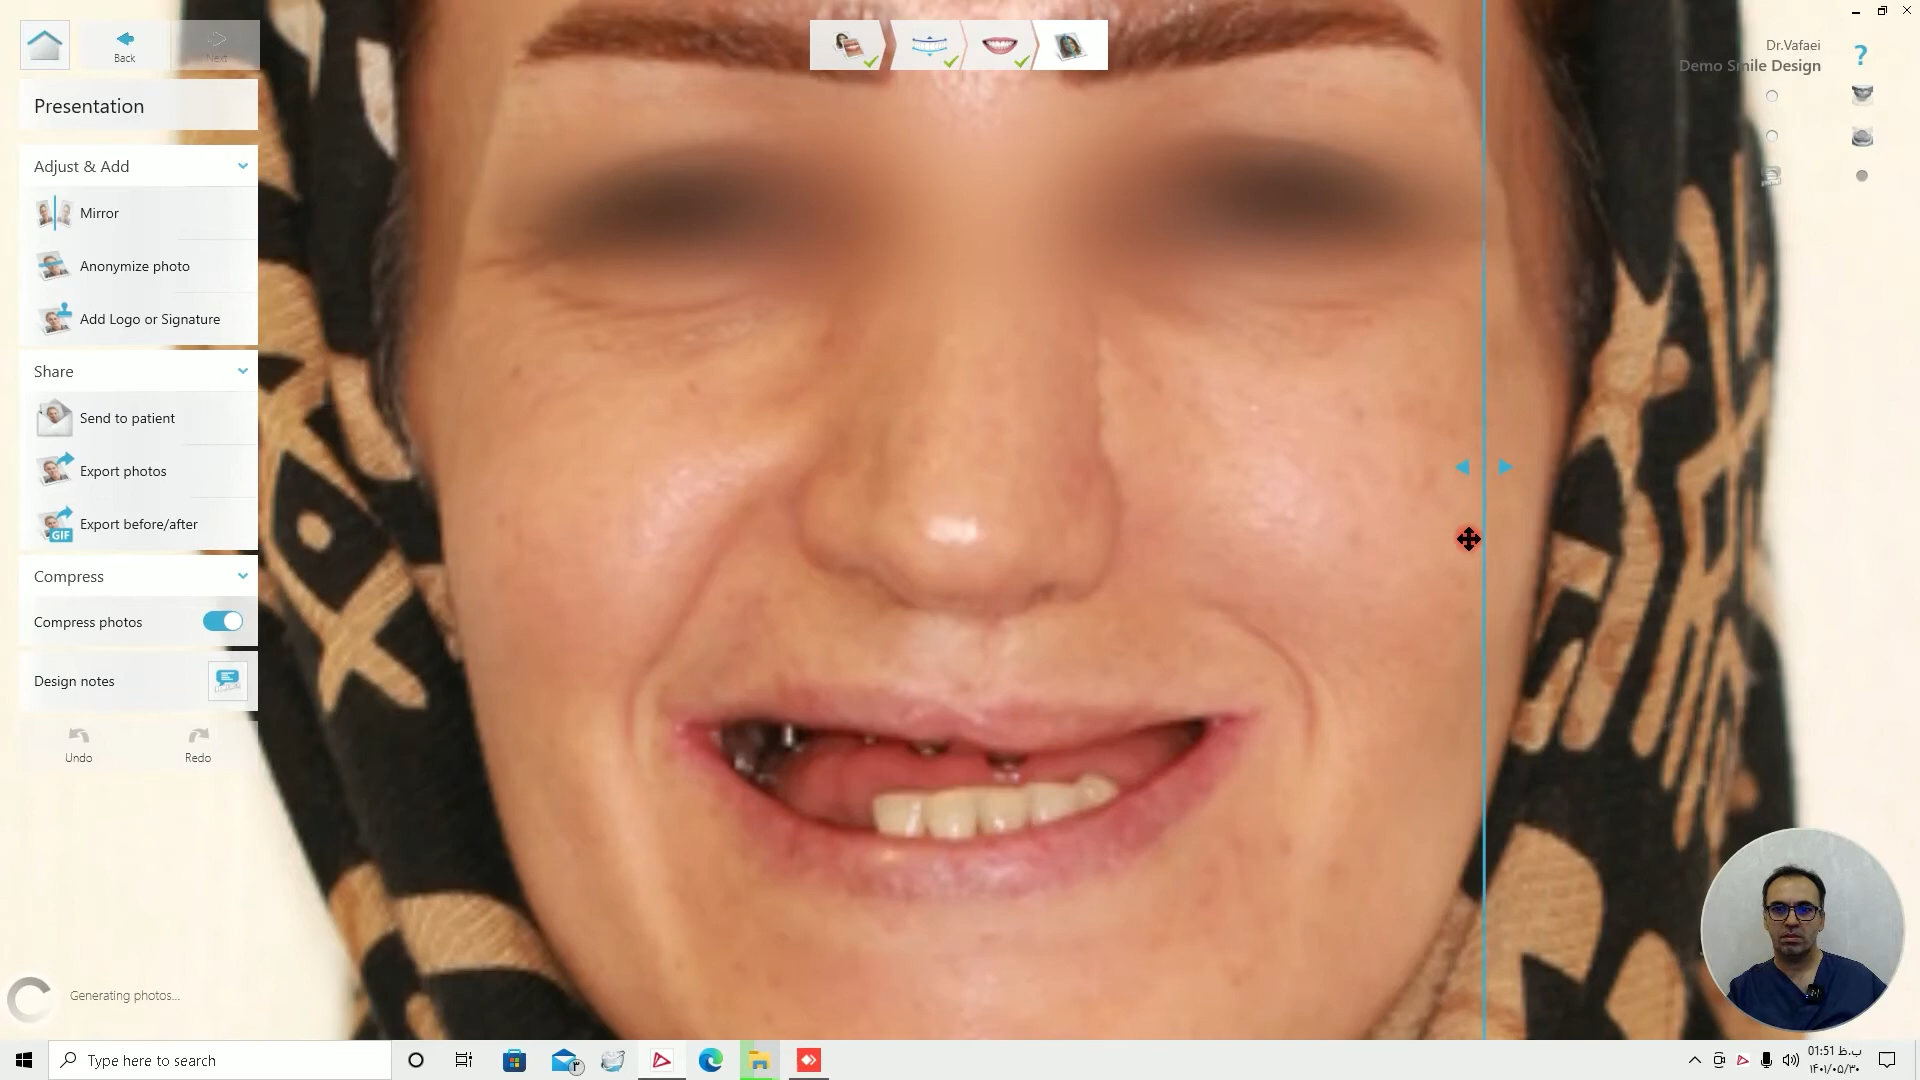 Back
Next
Dr.Vafaei
Demo Smile Design
?
Presentation
Adjust & Add
Mirror
Anonymize photo
Add Logo or Signature
Share
Send to patient
Export photos
GIF
Export before/after
Compress
Compress photos
Design notes
Undo
Redo
Generating photos...
Type here to search
۳
01:51 ب.ظ
۱۴۰۱/۰۵/۳۰